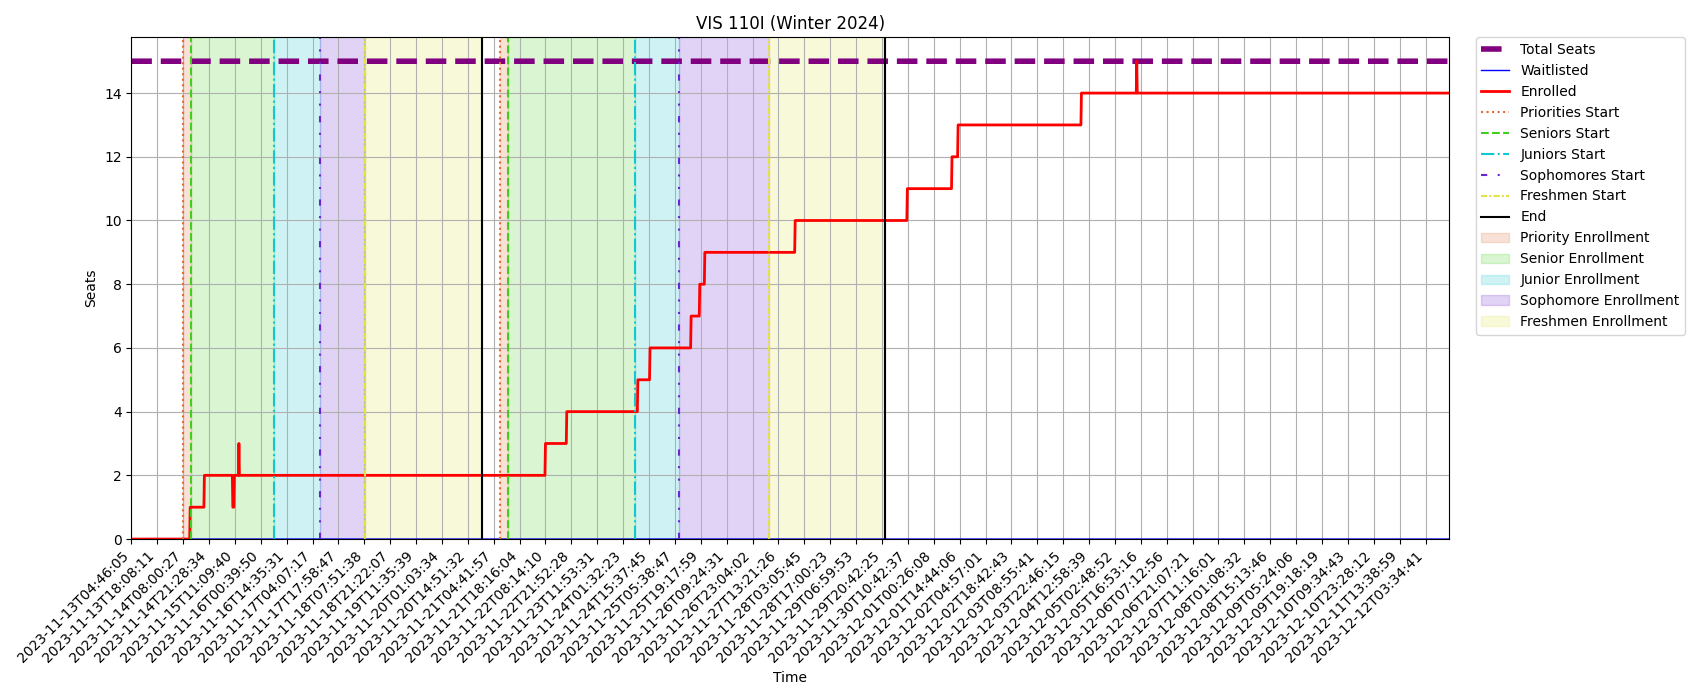 VIS 110I (Winter 2024)
Total Seats
Waitlisted
Enrolled
Priorities Start
Seniors Start
Juniors Start
Sophomores Start
Freshmen Start
End
Priority Enrollment
Senior Enrollment
Junior Enrollment
Sophomore Enrollment
Freshmen Enrollment
Seats
14
12
10
8
6
4
2
0
2023-11-13T04:46:05
2023-11-13T18:08:11
2023-11-14T08:00:27
2023-11-14T21:28:34
2023-11-15T11:09:40
2023-11-16T00:39:50
2023-11-16T14:35:31
2023-11-17T04:07:17
2023-11-17T17:58:47
2023-11-18T07:51:38
2023-11-18T21:22:07
2023-11-19T11:35:39
2023-11-20T01:03:34
2023-11-20T14:51:32
2023-11-21T04:41:57
2023-11-21T18:16:04
2023-11-22T08:14:10
2023-11-22T21:52:28
2023-11-23T11:53:31
2023-11-24T01:32:23
2023-11-24T15:37:45
2023-11-25T05:38:47
2023-11-25T19:17:59
2023-11-26T09:24:31
2023-11-26T23:04:02
2023-11-27T13:21:26
2023-11-28T03:05:45
2023-11-28T17:00:23
2023-11-29T06:59:53
2023-11-29T20:42:25
2023-11-30T10:42:37
2023-12-01T00:26:08
2023-12-01T14:44:06
2023-12-02T04:57:01
2023-12-02T18:42:43
2023-12-03T08:55:41
2023-12-03T22:46:15
2023-12-04T12:58:39
2023-12-05T02:48:52
2023-12-05T16:53:16
2023-12-06T07:12:56
2023-12-06T21:07:21
2023-12-07T11:16:01
2023-12-08T01:08:32
2023-12-08T15:13:46
2023-12-09T05:24:06
2023-12-09T19:18:19
2023-12-10T09:34:43
2023-12-10T23:28:12
2023-12-11T13:38:59
2023-12-12T03:34:41
Time